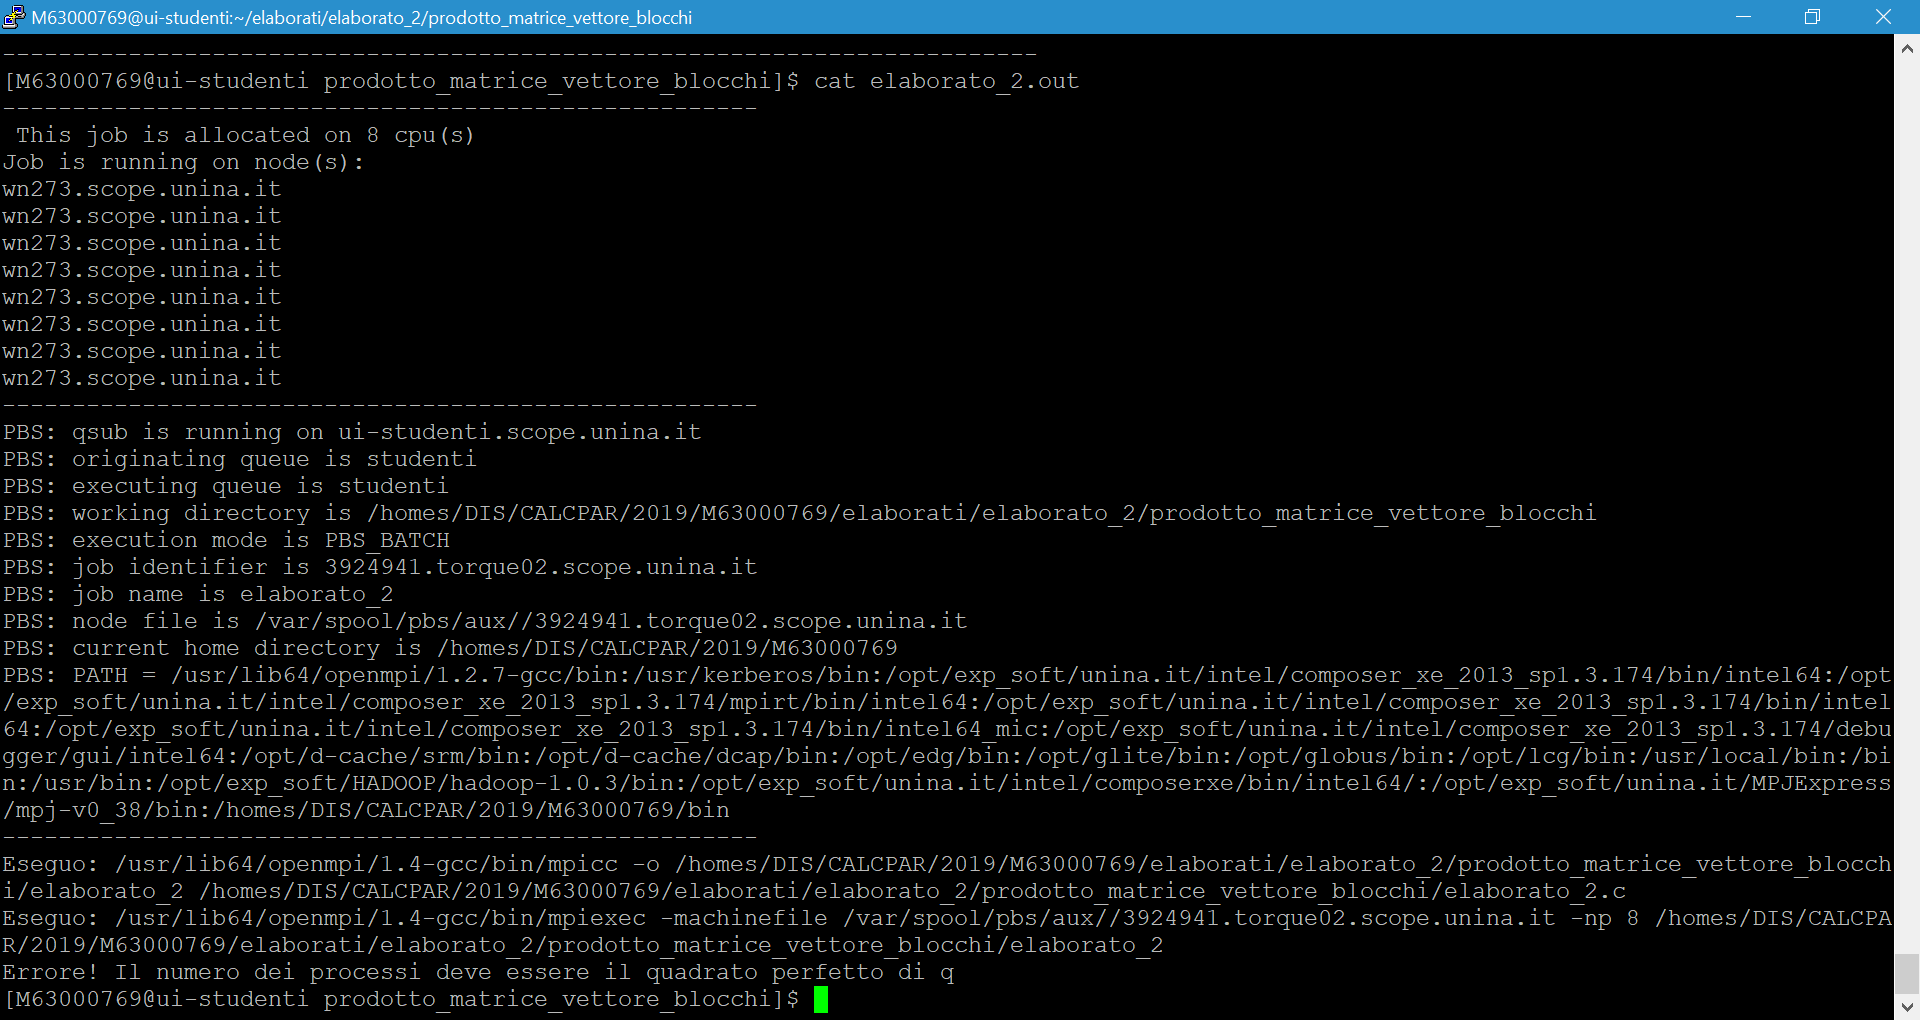 M63000769@ui-studenti:~/elaborati/elaborato_2/prodotto_matrice_vettore_blocchi
--------------------------------------------------------------------------
[M63000769@ui-studenti prodotto_matrice_vettore_blocchi]$ cat elaborato_2.out
------------------------------------------------------
 This job is allocated on 8 cpu(s)
Job is running on node(s):
wn273.scope.unina.it
wn273.scope.unina.it
wn273.scope.unina.it
wn273.scope.unina.it
wn273.scope.unina.it
wn273.scope.unina.it
wn273.scope.unina.it
wn273.scope.unina.it
------------------------------------------------------
PBS: qsub is running on ui-studenti.scope.unina.it
PBS: originating queue is studenti
PBS: executing queue is studenti
PBS: working directory is /homes/DIS/CALCPAR/2019/M63000769/elaborati/elaborato_2/prodotto_matrice_vettore_blocchi
PBS: execution mode is PBS_BATCH
PBS: job identifier is 3924941.torque02.scope.unina.it
PBS: job name is elaborato_2
PBS: node file is /var/spool/pbs/aux//3924941.torque02.scope.unina.it
PBS: current home directory is /homes/DIS/CALCPAR/2019/M63000769
PBS: PATH = /usr/lib64/openmpi/1.2.7-gcc/bin:/usr/kerberos/bin:/opt/exp_soft/unina.it/intel/composer_xe_2013_sp1.3.174/bin/intel64:/opt
/exp_soft/unina.it/intel/composer_xe_2013_sp1.3.174/mpirt/bin/intel64:/opt/exp_soft/unina.it/intel/composer_xe_2013_sp1.3.174/bin/intel
64:/opt/exp_soft/unina.it/intel/composer_xe_2013_sp1.3.174/bin/intel64_mic:/opt/exp_soft/unina.it/intel/composer_xe_2013_sp1.3.174/debu
gger/gui/intel64:/opt/d-cache/srm/bin:/opt/d-cache/dcap/bin:/opt/edg/bin:/opt/glite/bin:/opt/globus/bin:/opt/lcg/bin:/usr/local/bin:/bi
n:/usr/bin:/opt/exp_soft/HADOOP/hadoop-1.0.3/bin:/opt/exp_soft/unina.it/intel/composerxe/bin/intel64/:/opt/exp_soft/unina.it/MPJExpress
/mpj-v0_38/bin:/homes/DIS/CALCPAR/2019/M63000769/bin
------------------------------------------------------
Eseguo: /usr/lib64/openmpi/1.4-gcc/bin/mpicc -o /homes/DIS/CALCPAR/2019/M63000769/elaborati/elaborato_2/prodotto_matrice_vettore_blocch
i/elaborato_2 /homes/DIS/CALCPAR/2019/M63000769/elaborati/elaborato_2/prodotto_matrice_vettore_blocchi/elaborato_2.c
Eseguo: /usr/lib64/openmpi/1.4-gcc/bin/mpiexec -machinefile /var/spool/pbs/aux//3924941.torque02.scope.unina.it -np 8 /homes/DIS/CALCPA
R/2019/M63000769/elaborati/elaborato_2/prodotto_matrice_vettore_blocchi/elaborato_2
Errore! Il numero dei processi deve essere il quadrato perfetto di q
[M63000769@ui-studenti prodotto_matrice_vettore_blocchi]$